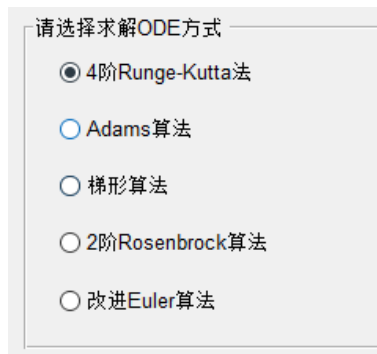 请选择求解ODE方式
4阶Runge-Kutta法
Adams算法
梯形算法
2阶Rosenbrock算法
改进Euler算法